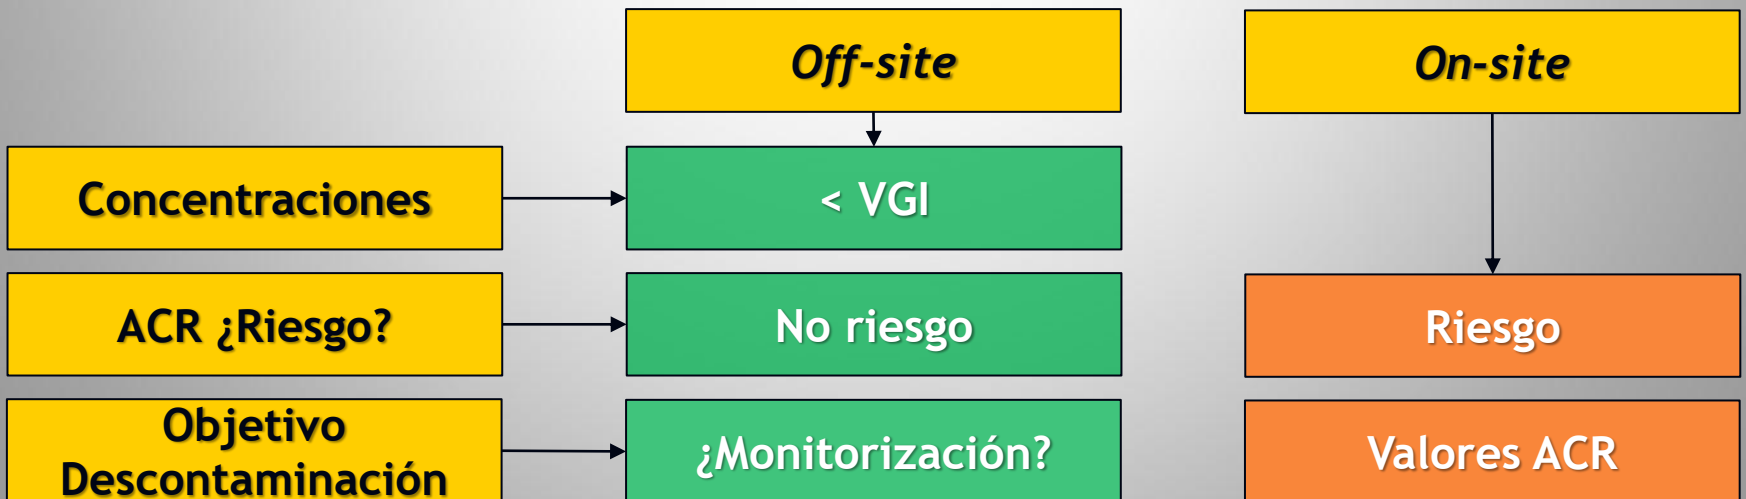 Off-site
On-site
Concentraciones
< VGI
ACR ¿Riesgo?
No riesgo
Riesgo
Objetivo
Descontaminación
¿Monitorización?
Valores ACR